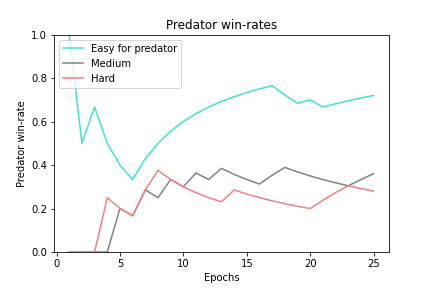 Predator win-rates
1.0
0.8
0.6
0.4
0.2
0.0
Predator win-rate
Easy for predator
Medium
Hard
0 5 10 15 20 25
Epochs